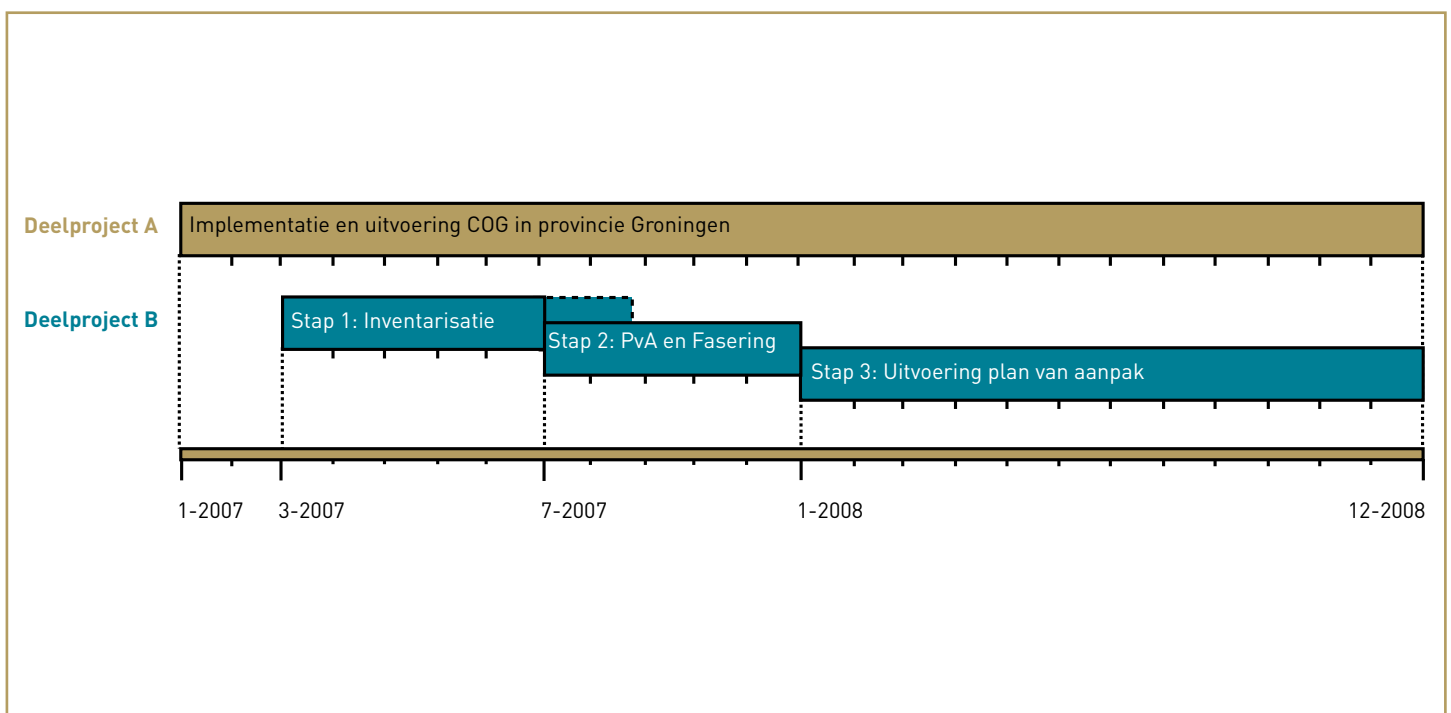 Deelproject A
Implementatie en uitvoering COG in provincie Groningen
Deelproject B
Stap 1: Inventarisatie
Stap 2: PvA en Fasering
Stap 3: Uitvoering plan van aanpak
1-2007 3-2007 7-2007 1-2008 12-2008